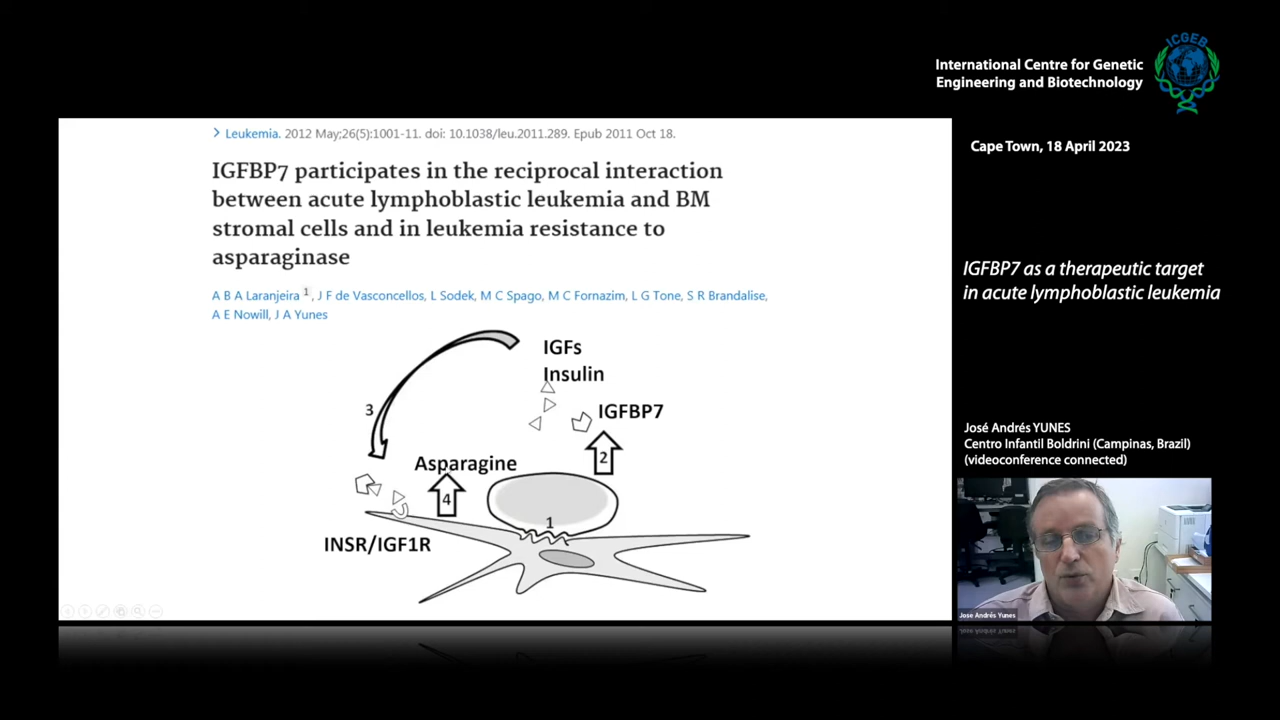 International Centre for Genetic
Engineering and Biotechnology
ICGEB
Cape Town, 18 April 2023
> Leukemia. 2012 May;26(5):1001-11. doi: 10.1038/leu.2011.289. Epub 2011 Oct 18.
IGFBP7 participates in the reciprocal interaction
between acute lymphoblastic leukemia and BM
stromal cells and in leukemia resistance to
asparaginase
A B A Laranjeira 1, J F de Vasconcellos, L Sodek, M C Spago, M C Fornazim, L G Tone, S R Brandalise,
A E Nowill, J A Yunes
IGFs
Insulin
3
IGFBP7
2
Asparagine
4
1
INSR/IGF1R
IGFBP7 as a therapeutic target
in acute lymphoblastic leukemia
José Andrés YUNES
Centro Infantil Boldrini (Campinas, Brazil)
(videoconference connected)
Jose Andrés Yunes